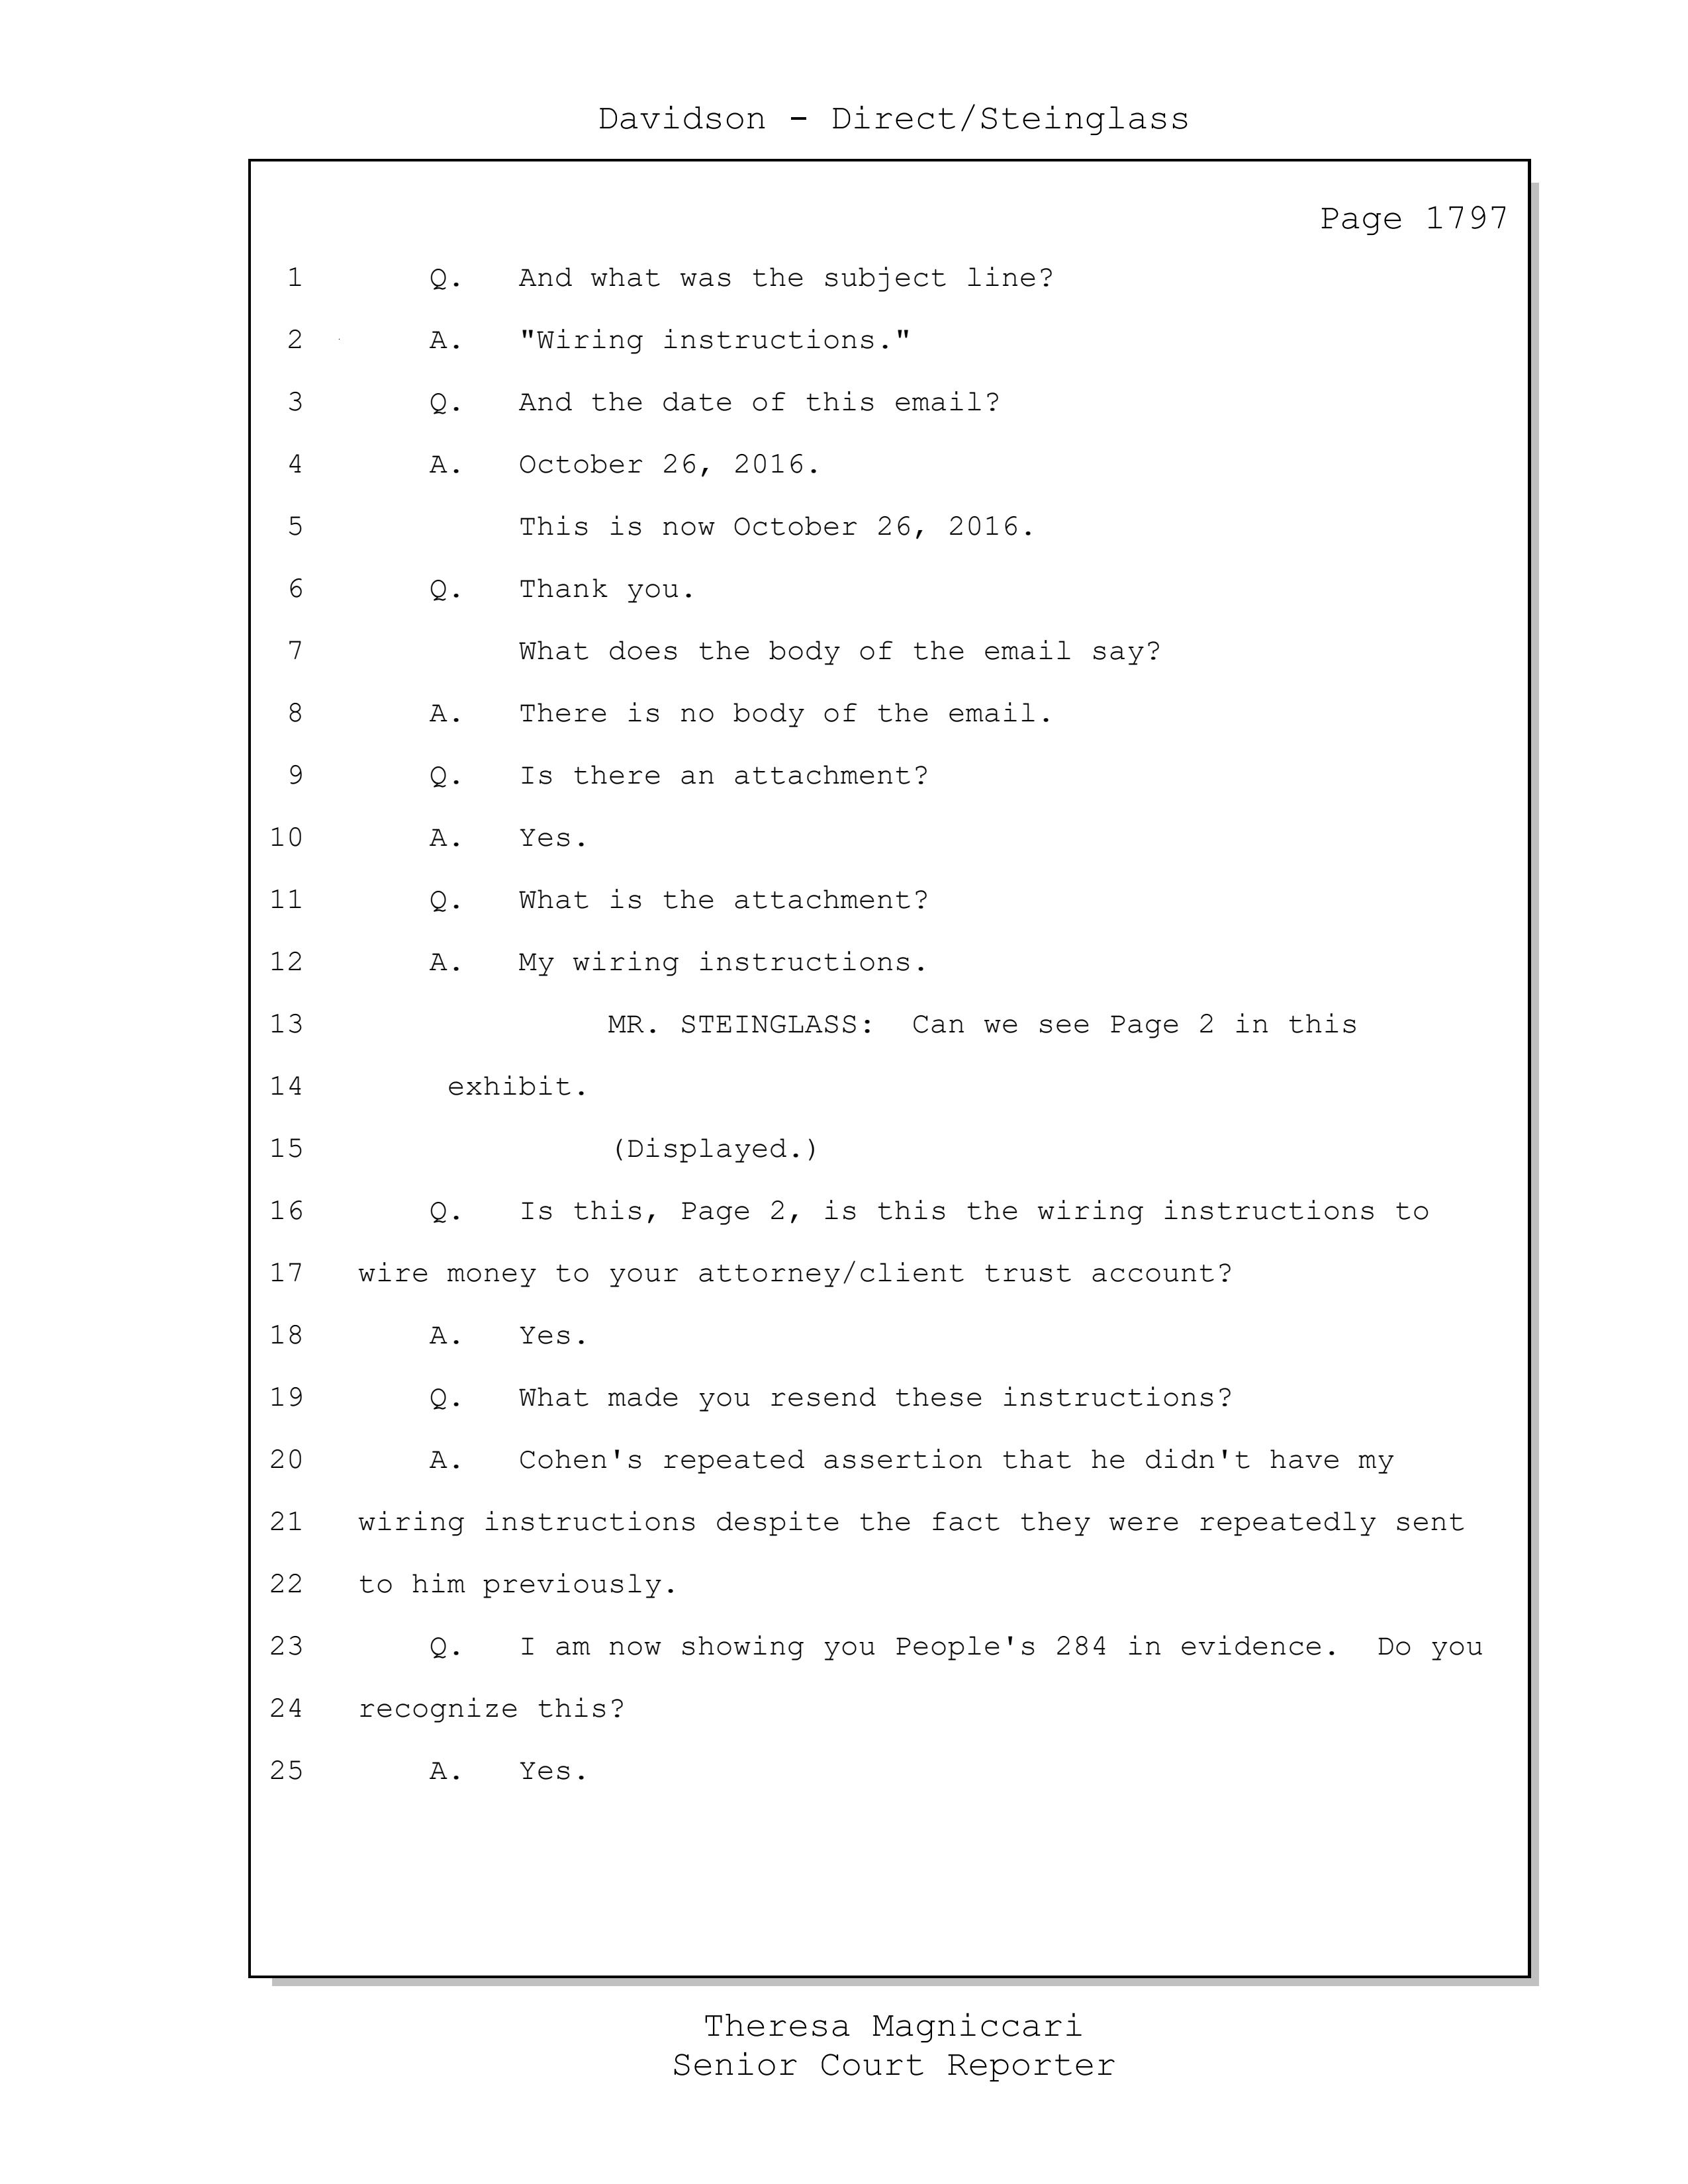 Davidson - Direct/Steinglass
Page 1797
1 Q. And what was the subject line?
2 A. "Wiring instructions."
3 Q. And the date of this email?
4 A. October 26, 2016.
5 This is now October 26, 2016.
6 Q. Thank you.
7 What does the body of the email say?
8 A. There is no body of the email.
9 Q. Is there an attachment?
10 A. Yes.
11 Q. What is the attachment?
12 A. My wiring instructions.
13 MR. STEINGLASS: Can we see Page 2 in this
14 exhibit.
15 (Displayed.)
16 Q. Is this, Page 2, is this the wiring instructions to
17 wire money to your attorney/client trust account?
18 A. Yes.
19 Q. What made you resend these instructions?
20 A. Cohen's repeated assertion that he didn't have my
21 wiring instructions despite the fact they were repeatedly sent
22 to him previously.
23 Q. I am now showing you People's 284 in evidence. Do you
24 recognize this?
25 A. Yes.
Theresa Magniccari
Senior Court Reporter